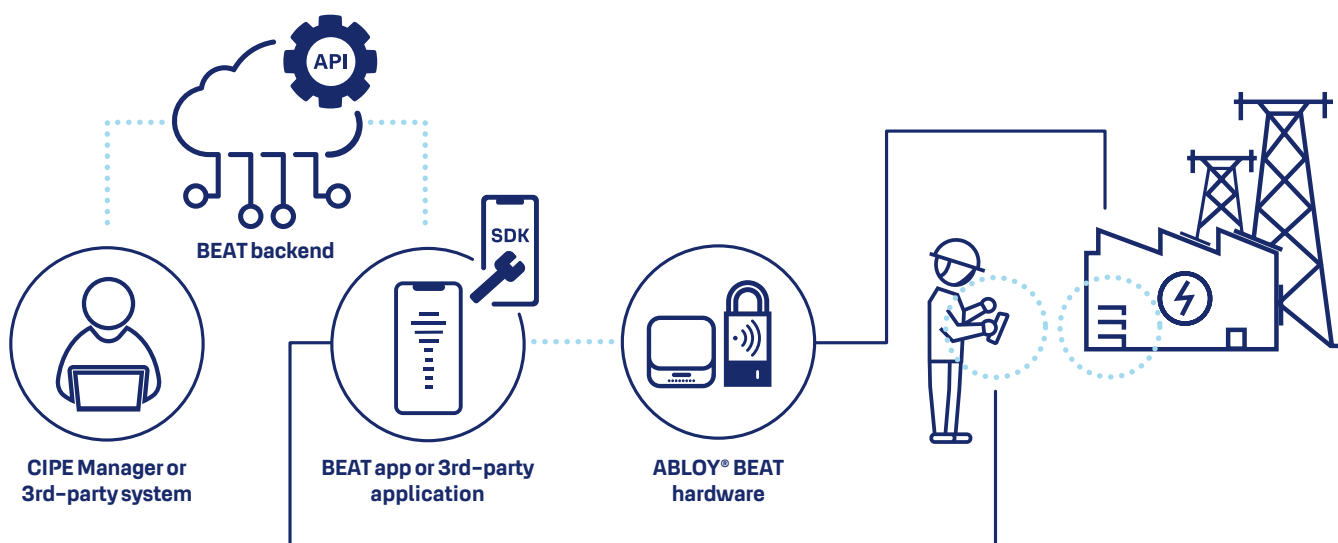 API
BEAT backend
SDK
CIPE Manager or
3rd-party system
BEAT app or 3rd-party
application
ABLOY® BEAT
hardware